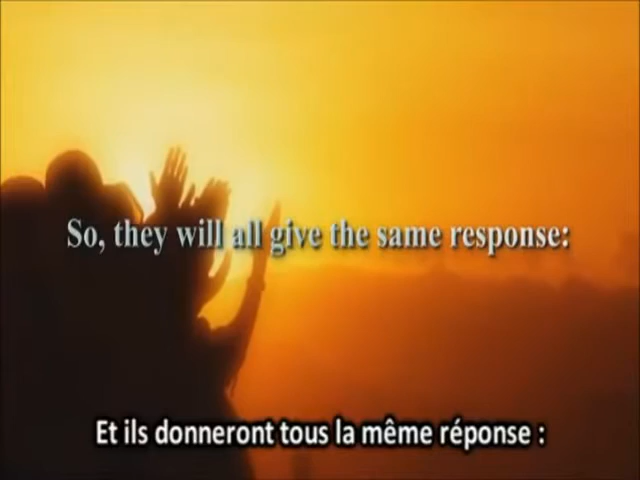 So, they will all give the same response:
Et ils donneront tous la même réponse :